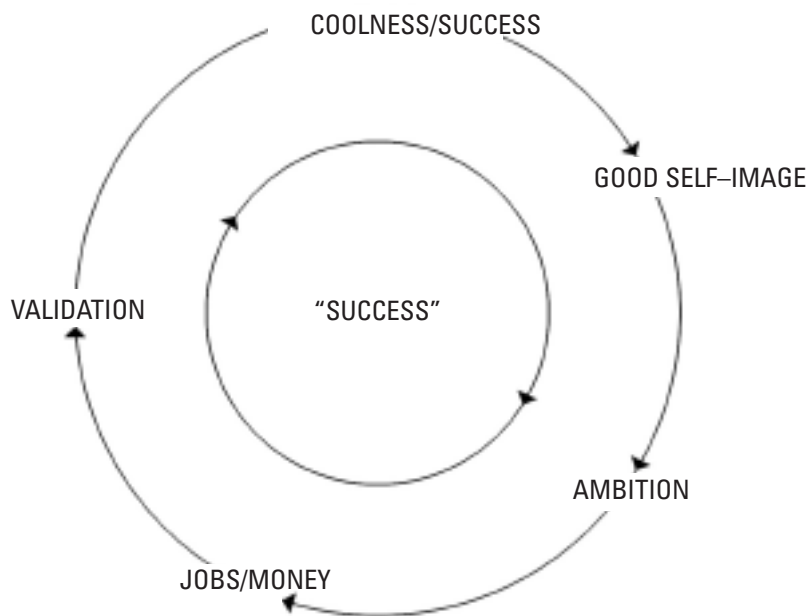 COOLNESS/SUCCESS
GOOD SELF–IMAGE
VALIDATION
“SUCCESS”
AMBITION
JOBS/MONEY